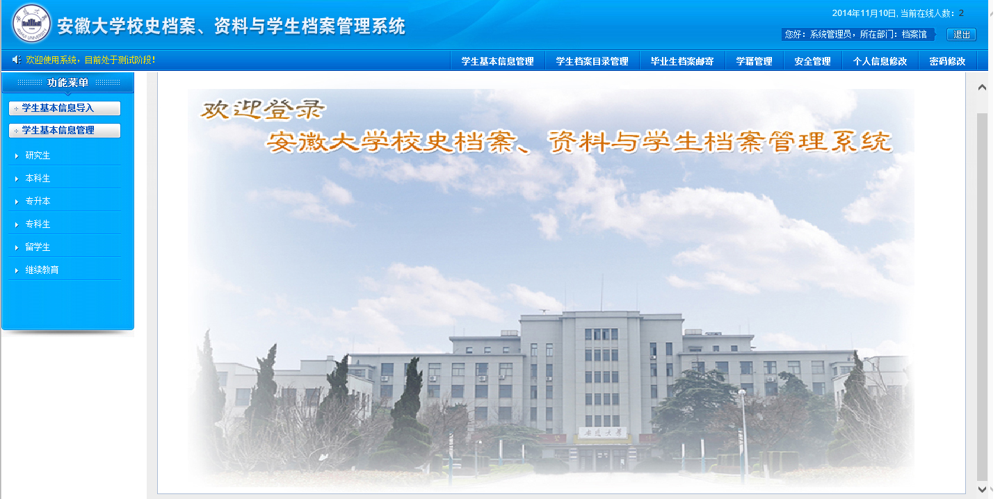 安徽大学校史档案、资料与学生档案管理系统
2014年11月10日, 当前在线人数: 2
您好: 系统管理员, 所在部门: 档案馆
退出
欢迎使用系统, 目前处于测试阶段!
学生基本信息管理 学生档案目录管理 毕业生档案邮寄 学籍管理 安全管理 个人信息修改 密码修改
功能菜单
学生基本信息导入
学生基本信息管理
研究生
本科生
专升本
专科生
留学生
继续教育
欢迎登录
安徽大学校史档案、资料与学生档案管理系统
安徽大学